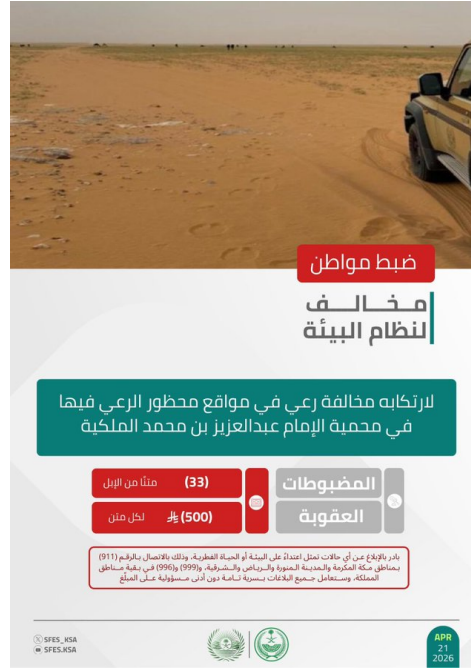 ضبط مواطن
مخالف
لنظام البيئة
لارتكابه مخالفة رعي في مواقع محظور الرعي فيها
في محمية الإمام عبدالعزيز بن محمد الملكية
المضبوطات
(33) متنًا من الإبل
العقوبة
(500) لكل متن
بادر بالإبلاغ عن أي حالات تمثل اعتداءً على البيئة أو الحياة الفطرية، وذلك بالاتصال بالرقم (911)
بمناطق مكة المكرمة والمدينة المنورة والرياض والشرقية، و(999) و(996) في بقية مناطق
المملكة، وستعامل جميع البلاغات بسرية تامة دون أدنى مسؤولية على المبلّغ
SFES_KSA
SFES.KSA
APR
21
2026